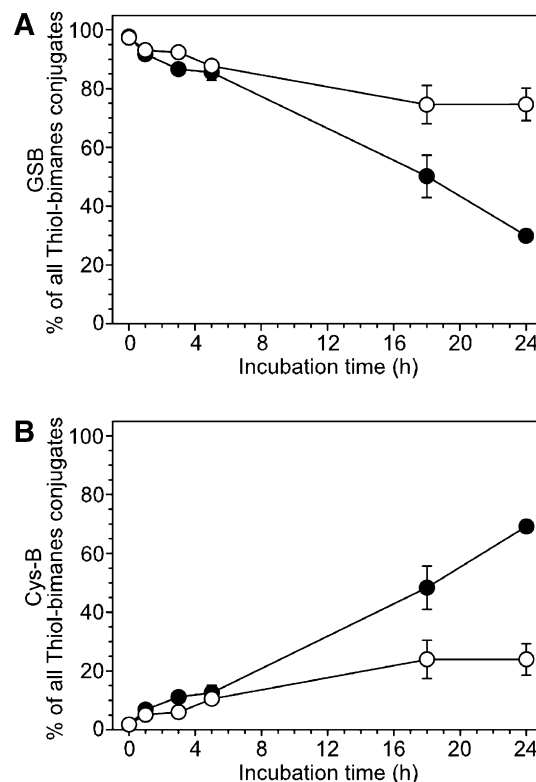 A
100
80
60
40
20
0
GSB
% of all Thiol-bimanes conjugates
0 4 8 12 16 20 24
Incubation time (h)
B
100
80
60
40
20
0
Cys-B
% of all Thiol-bimanes conjugates
0 4 8 12 16 20 24
Incubation time (h)